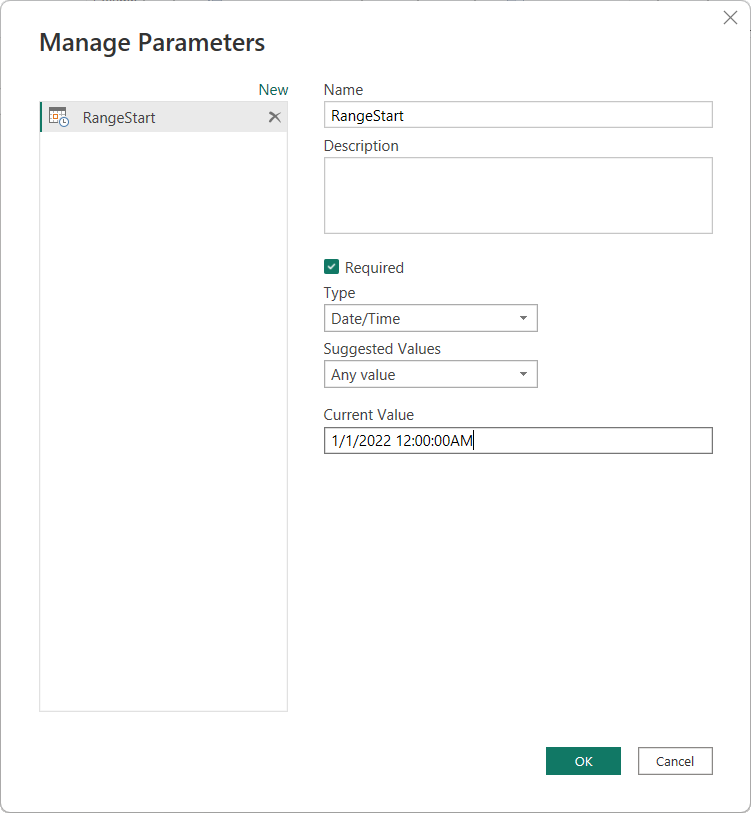 Manage Parameters
New
RangeStart
Name
RangeStart
Description
Required
Type
Date/Time
Suggested Values
Any value
Current Value
1/1/2022 12:00:00AM
OK
Cancel